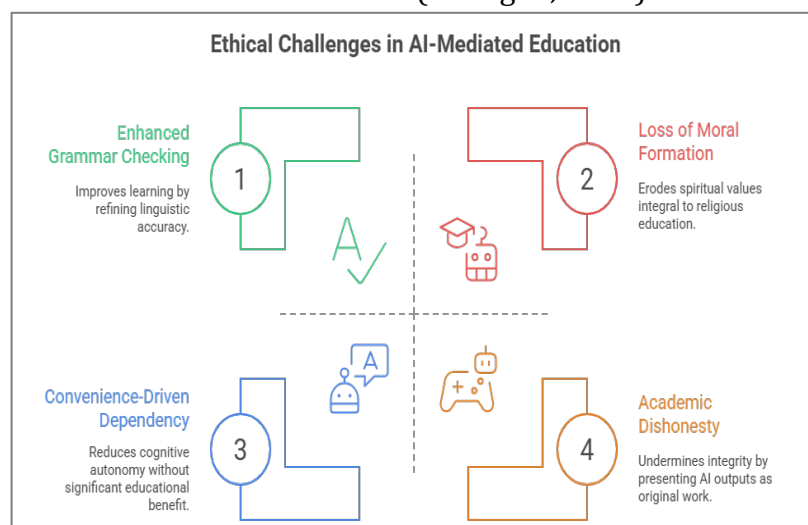 Ethical Challenges in AI-Mediated Education
Enhanced
Grammar Checking
Improves learning by
refining linguistic
accuracy.
1
2
Loss of Moral
Formation
Erodes spiritual values
integral to religious
education.
A
A
Convenience-Driven
Dependency
Reduces cognitive
autonomy without
significant educational
benefit.
3
4
Academic
Dishonesty
Undermines integrity by
presenting AI outputs as
original work.